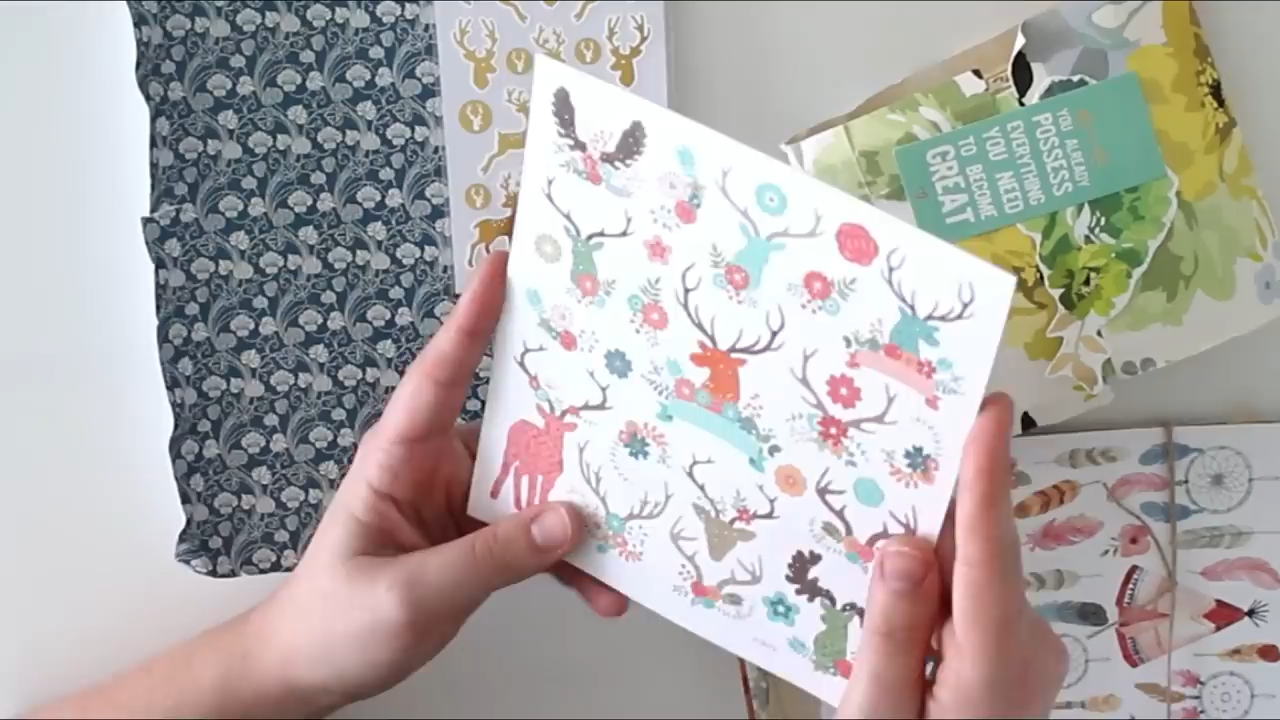 YOU ALREADY
POSSESS
EVERYTHING
YOU NEED
TO BECOME
GREAT